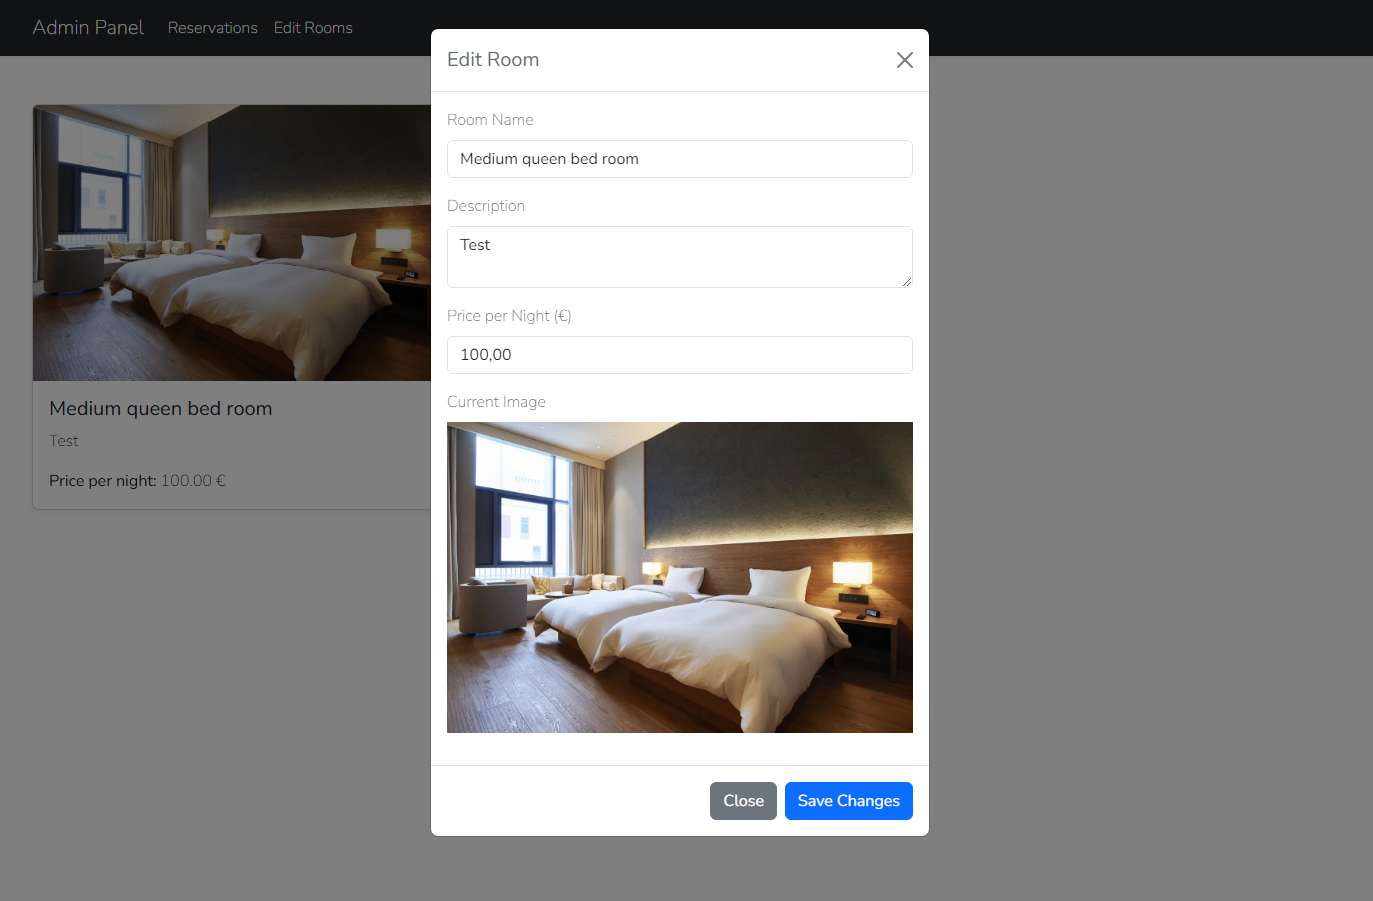 Admin Panel Reservations Edit Rooms
Edit Room
Room Name
Medium queen bed room
Description
Test
Price per Night (€)
100,00
Current Image
Close Save Changes
Medium queen bed room
Test
Price per night: 100.00 €